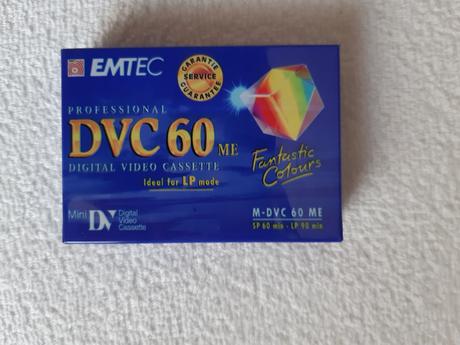 EMTEC
GARANTIE
SERVICE
GUARANTEE
PROFESSIONAL
DVC 60 ME
DIGITAL VIDEO CASSETTE
Ideal for LP mode
Fantastic
Colours
Mini DV Digital
Video
Cassette
M-DVC 60 ME
SP 60 min - LP 90 min